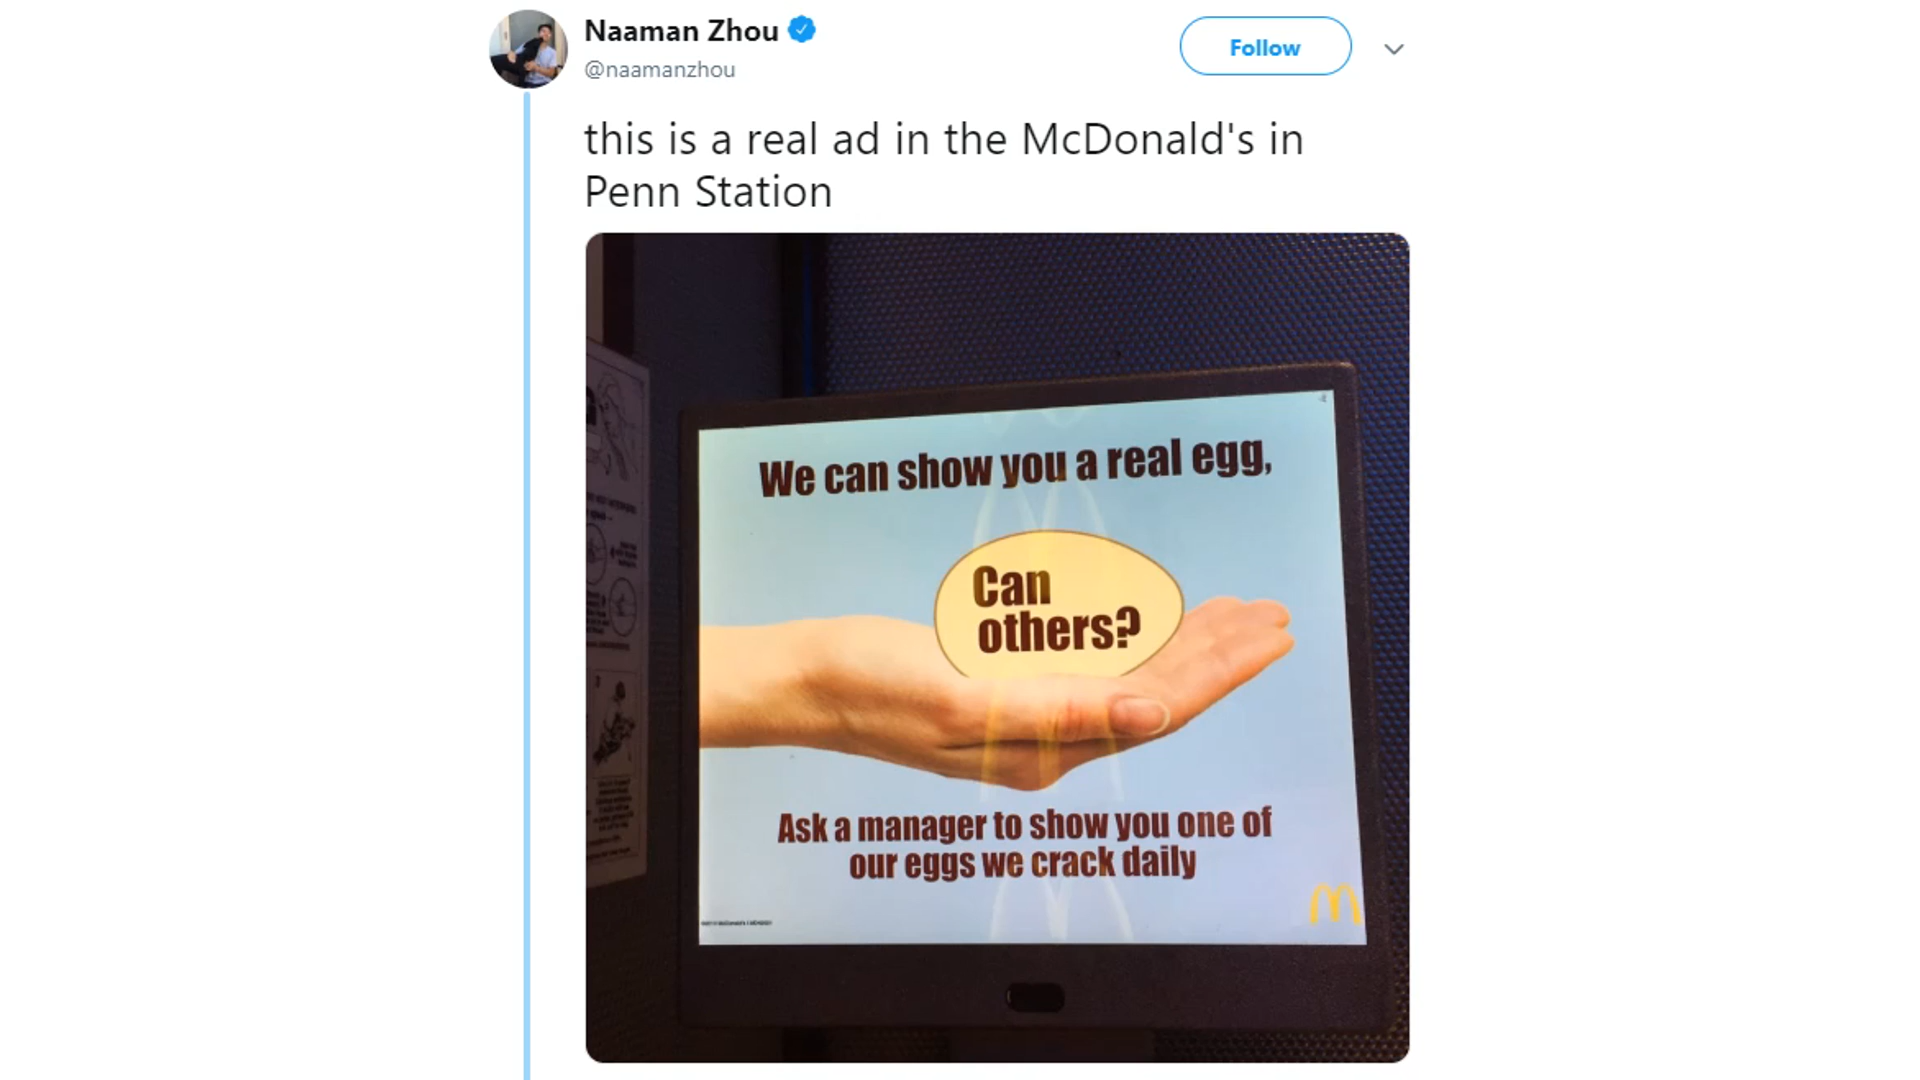 Naaman Zhou
@naamanzhou
Follow
this is a real ad in the McDonald's in
Penn Station
We can show you a real egg,
Can
others?
Ask a manager to show you one of
our eggs we crack daily